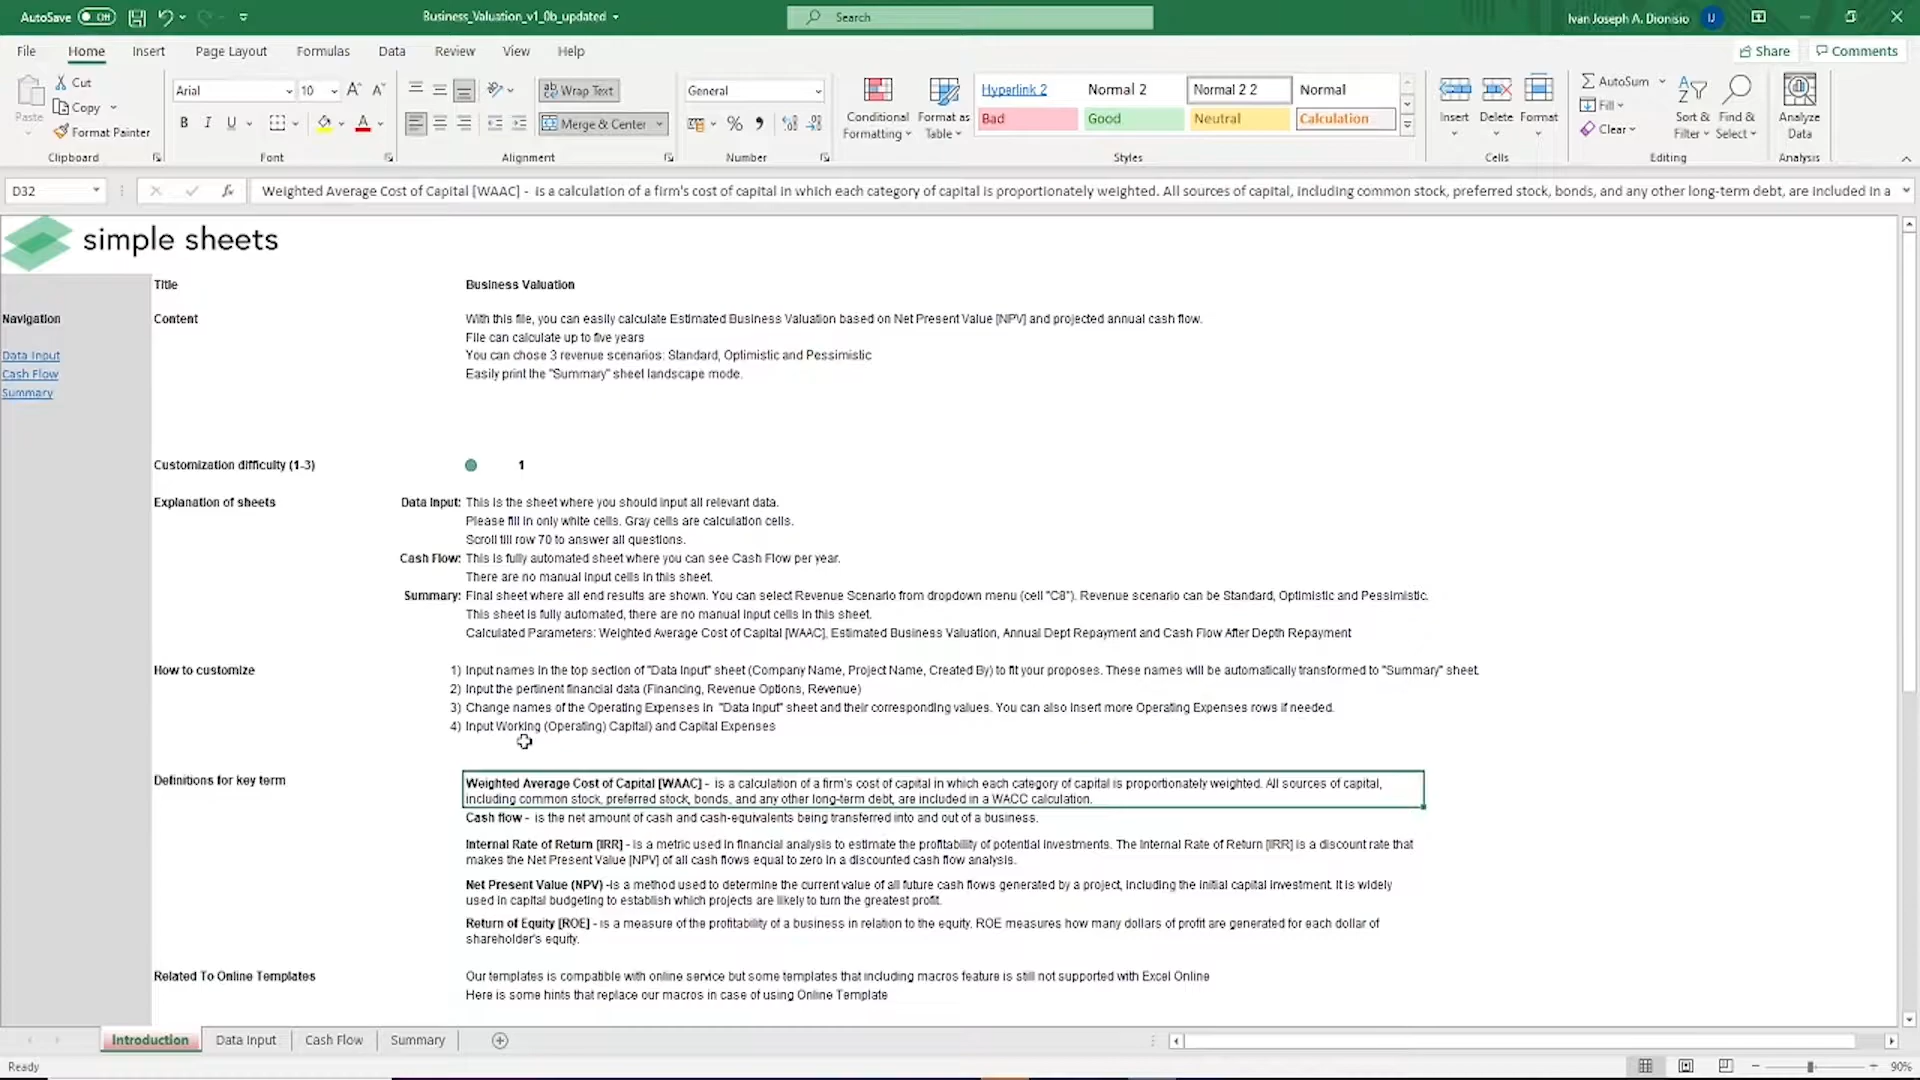 AutoSave Off Business_Valuation_v1_0b_updated Search Ivan Joseph A. Dionisio IJ
File Home Insert Page Layout Formulas Data Review View Help Share Comments
Paste Cut Copy Format Painter Clipboard
Arial 10 B I U Font
Wrap Text Merge & Center Alignment
General % Number
Conditional Formatting Format as Table
Hyperlink 2 Normal 2 Normal 2 2 Normal
Bad Good Neutral Calculation
Styles
Insert Delete Format Cells
AutoSum Fill Clear Sort & Filter Find & Select Editing
Analyze Data Analysis
D32 fx Weighted Average Cost of Capital [WAAC] - is a calculation of a firm's cost of capital in which each category of capital is proportionately weighted. All sources of capital, including common stock, preferred stock, bonds, and any other long-term debt, are included in a
simple sheets
Title Business Valuation
Navigation
Data Input
Cash Flow
Summary
Content With this file, you can easily calculate Estimated Business Valuation based on Net Present Value [NPV] and projected annual cash flow.
File can calculate up to five years
You can chose 3 revenue scenarios: Standard, Optimistic and Pessimistic
Easily print the "Summary" sheet landscape mode.
Customization difficulty (1-3) 1
Explanation of sheets Data Input: This is the sheet where you should input all relevant data.
Please fill in only white cells. Gray cells are calculation cells.
Scroll till row 70 to answer all questions.
Cash Flow: This is fully automated sheet where you can see Cash Flow per year.
There are no manual input cells in this sheet.
Summary: Final sheet where all end results are shown. You can select Revenue Scenario from dropdown menu (cell "C8"). Revenue scenario can be Standard, Optimistic and Pessimistic.
This sheet is fully automated, there are no manual input cells in this sheet.
Calculated Parameters: Weighted Average Cost of Capital [WAAC], Estimated Business Valuation, Annual Dept Repayment and Cash Flow After Depth Repayment
How to customize 1) Input names in the top section of "Data Input" sheet (Company Name, Project Name, Created By) to fit your proposes. These names will be automatically transformed to "Summary" sheet.
2) Input the pertinent financial data (Financing, Revenue Options, Revenue)
3) Change names of the Operating Expenses in "Data Input" sheet and their corresponding values. You can also insert more Operating Expenses rows if needed.
4) Input Working (Operating) Capital) and Capital Expenses
Definitions for key term Weighted Average Cost of Capital [WAAC] - is a calculation of a firm's cost of capital in which each category of capital is proportionately weighted. All sources of capital,
including common stock, preferred stock, bonds, and any other long-term debt, are included in a WACC calculation.
Cash flow - is the net amount of cash and cash-equivalents being transferred into and out of a business.
Internal Rate of Return [IRR] - is a metric used in financial analysis to estimate the profitability of potential investments. The Internal Rate of Return [IRR] is a discount rate that
makes the Net Present Value [NPV] of all cash flows equal to zero in a discounted cash flow analysis.
Net Present Value (NPV) -is a method used to determine the current value of all future cash flows generated by a project, including the initial capital investment. It is widely
used in capital budgeting to establish which projects are likely to turn the greatest profit.
Return of Equity [ROE] - is a measure of the profitability of a business in relation to the equity. ROE measures how many dollars of profit are generated for each dollar of
shareholder's equity.
Related To Online Templates Our templates is compatible with online service but some templates that including macros feature is still not supported with Excel Online
Here is some hints that replace our macros in case of using Online Template
Introduction Data Input Cash Flow Summary
Ready 90%